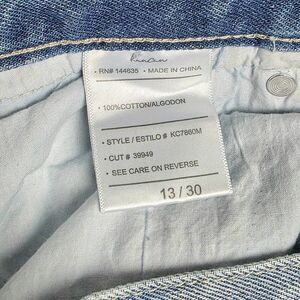 • RN# 144635 • MADE IN CHINA
• 100%COTTON/ALGODON
• STYLE / ESTILO # KC7860M
• CUT # 39949
• SEE CARE ON REVERSE
13 / 30